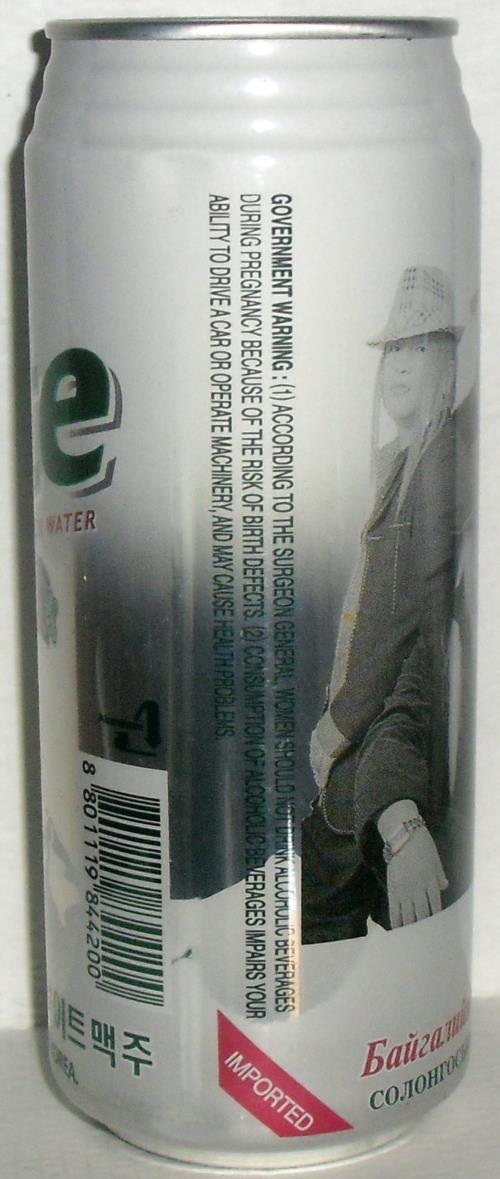 e
WATER
GOVERNMENT WARNING : (1) ACCORDING TO THE SURGEON GENERAL, WOMEN SHOULD NOT DRINK ALCOHOLIC BEVERAGES
DURING PREGNANCY BECAUSE OF THE RISK OF BIRTH DEFECTS. (2) CONSUMPTION OF ALCOHOLIC BEVERAGES IMPAIRS YOUR
ABILITY TO DRIVE A CAR OR OPERATE MACHINERY, AND MAY CAUSE HEALTH PROBLEMS.
8 801119 844200
맥주
IMPORTED